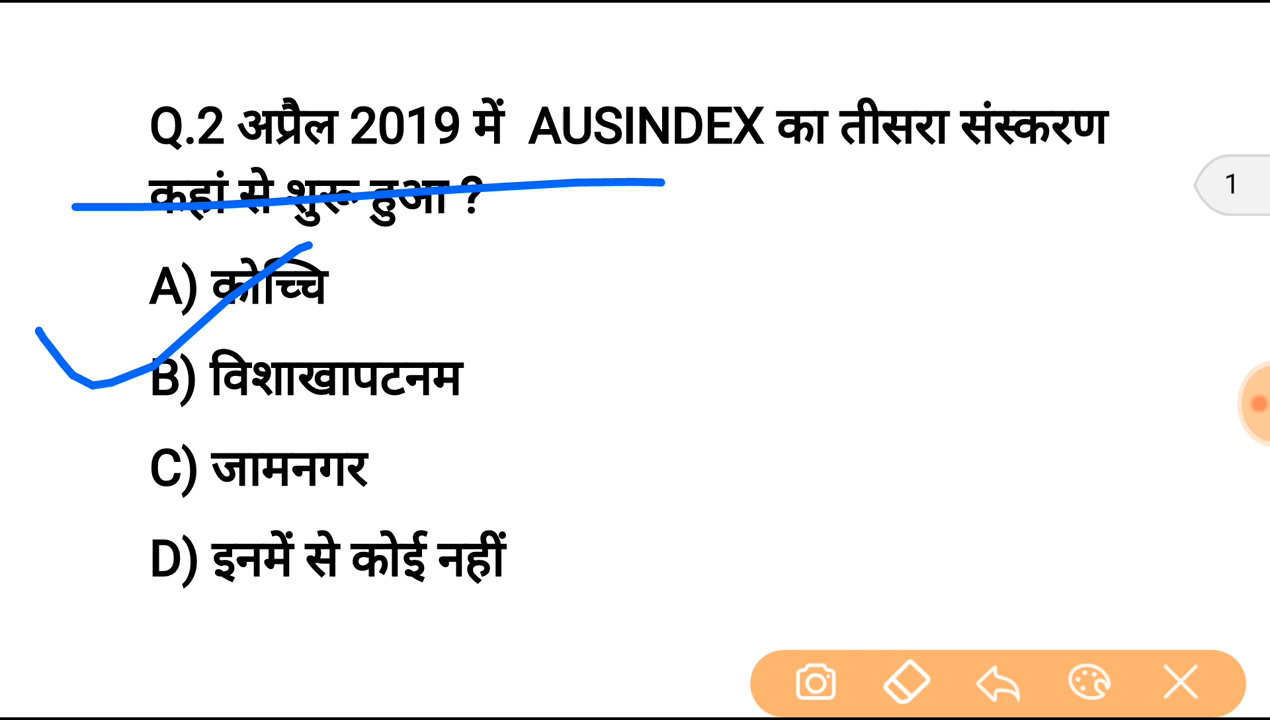 Q.2 अप्रैल 2019 में AUSINDEX का तीसरा संस्करण
कहां से शुरू हुआ ?
1
A) कोच्चि
B) विशाखापटनम
C) जामनगर
D) इनमें से कोई नहीं